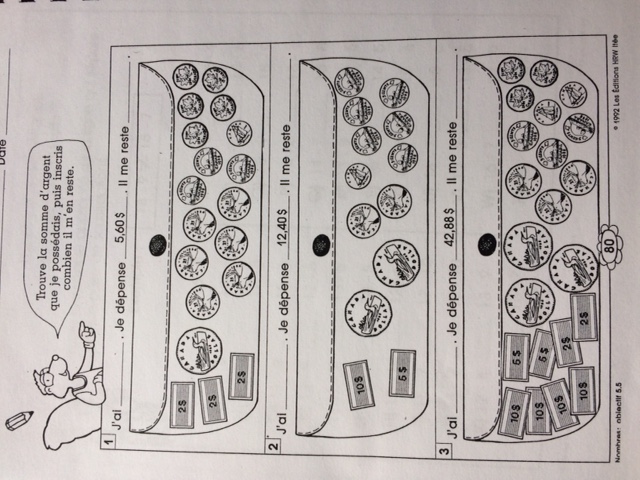 Date
Trouve la somme d'argent
que je possédais, puis inscris
combien il m'en reste.
1
J'ai ______. Je dépense 5,60$. Il me reste ______.
2$
2$
2$
2
J'ai ______. Je dépense 12,40$. Il me reste ______.
10$
5$
3
J'ai ______. Je dépense 42,88$. Il me reste ______.
10$
10$
10$
10$
5$
5$
2$
2$
Nombres: objectif 5.5
80
© 1992 Les Éditions HRW ltée